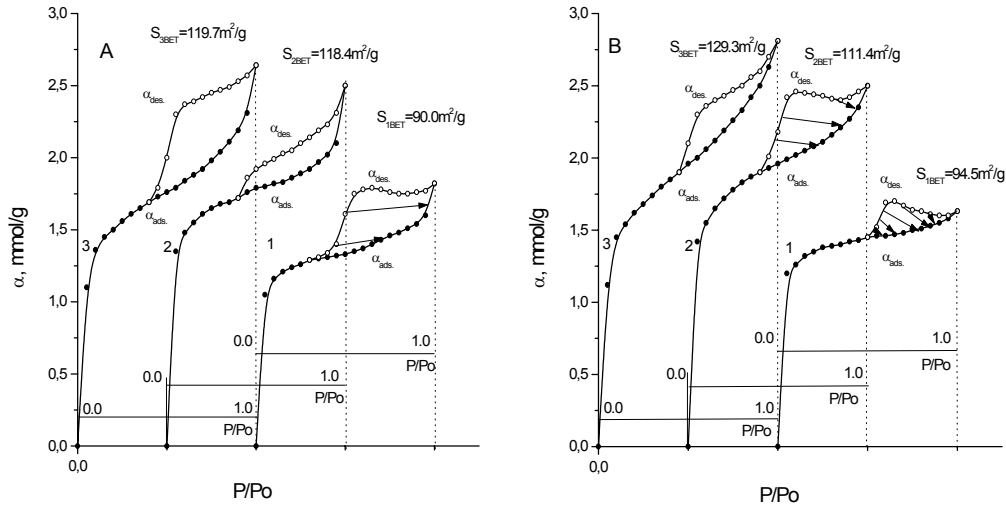 A
S3BET=119.7m²/g
S2BET=118.4m²/g
S1BET=90.0m²/g
αdes.
αdes.
αdes.
αads.
αads.
αads.
3
2
1
0.0
1.0
P/Po
0.0
1.0
P/Po
0.0
1.0
P/Po
3,0
2,5
2,0
1,5
1,0
0,5
0,0
0,0
α, mmol/g
P/Po
B
S3BET=129.3m²/g
S2BET=111.4m²/g
S1BET=94.5m²/g
αdes.
αdes.
αdes.
αads.
αads.
αads.
3
2
1
0.0
1.0
P/Po
0.0
1.0
P/Po
0.0
1.0
P/Po
3,0
2,5
2,0
1,5
1,0
0,5
0,0
0,0
α, mmol/g
P/Po